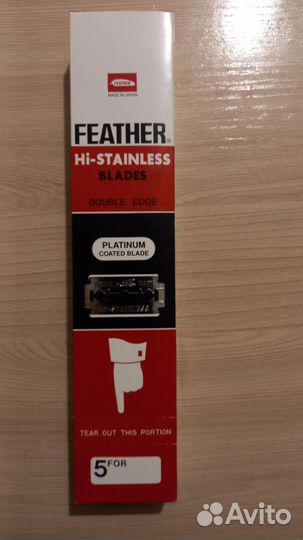 FEATHER
MADE IN JAPAN
FEATHER®
Hi-STAINLESS
BLADES
DOUBLE EDGE
PLATINUM
COATED BLADE
TEAR OUT THIS PORTION
5 FOR
Avito